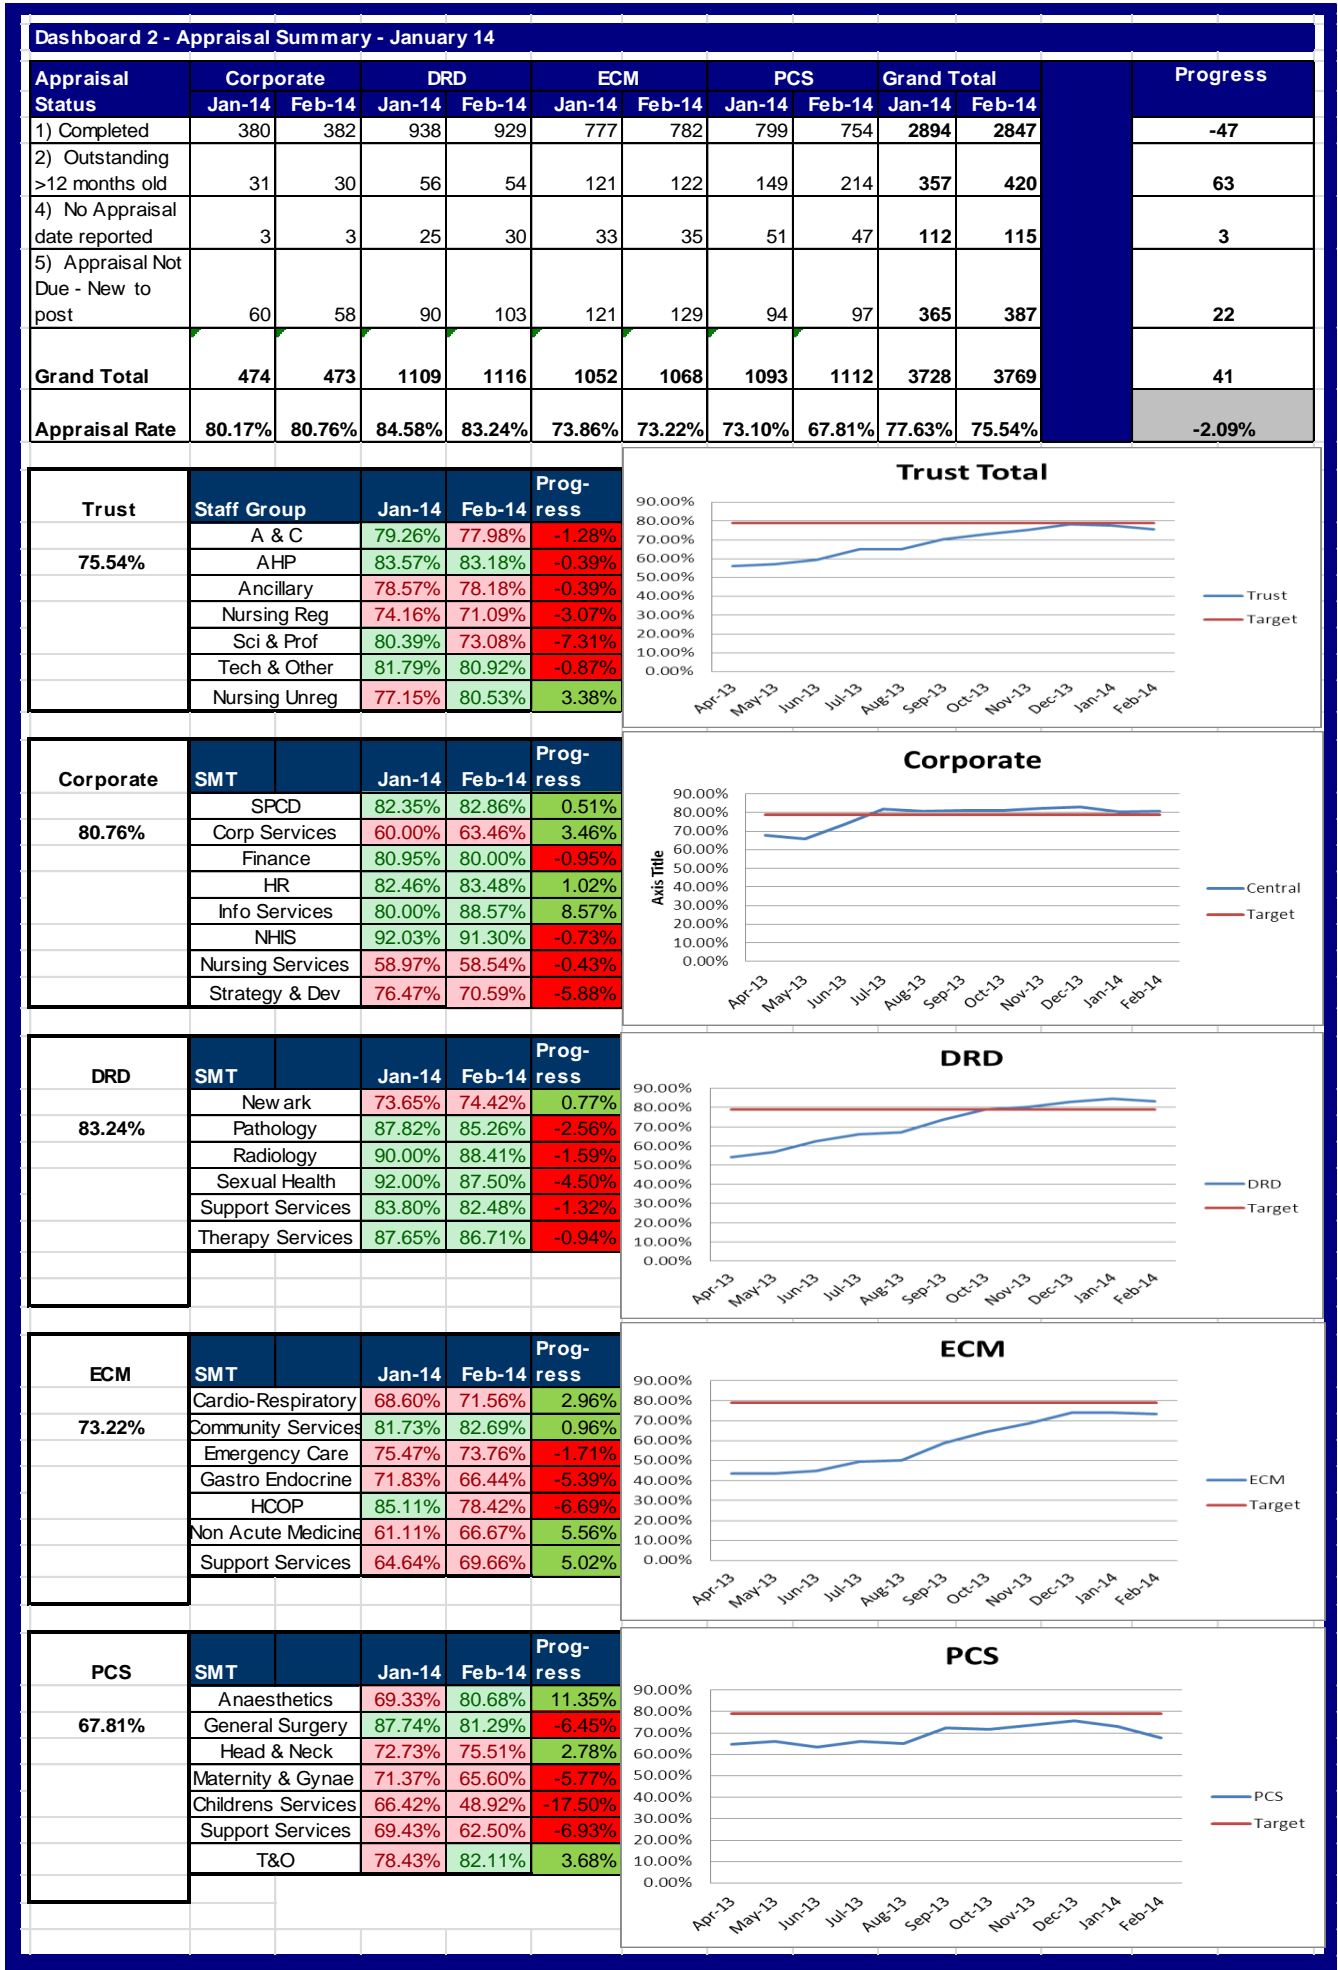 Dashboard 2 - Appraisal Summary - January 14
Appraisal Status Corporate DRD ECM PCS Grand Total Progress
Jan-14 Feb-14 Jan-14 Feb-14 Jan-14 Feb-14 Jan-14 Feb-14 Jan-14 Feb-14
1) Completed 380 382 938 929 777 782 799 754 2894 2847 -47
2) Outstanding
>12 months old 31 30 56 54 121 122 149 214 357 420 63
4) No Appraisal
date reported 3 3 25 30 33 35 51 47 112 115 3
5) Appraisal Not
Due - New to
post 60 58 90 103 121 129 94 97 365 387 22
Grand Total 474 473 1109 1116 1052 1068 1093 1112 3728 3769 41
Appraisal Rate 80.17% 80.76% 84.58% 83.24% 73.86% 73.22% 73.10% 67.81% 77.63% 75.54% -2.09%
Trust Staff Group Jan-14 Feb-14 Prog-
ress
A & C 79.26% 77.98% -1.28%
75.54% AHP 83.57% 83.18% -0.39%
Ancillary 78.57% 78.18% -0.39%
Nursing Reg 74.16% 71.09% -3.07%
Sci & Prof 80.39% 73.08% -7.31%
Tech & Other 81.79% 80.92% -0.87%
Nursing Unreg 77.15% 80.53% 3.38%
Trust Total
90.00%
80.00%
70.00%
60.00%
50.00%
40.00%
30.00%
20.00%
10.00%
0.00%
Apr-13 May-13 Jun-13 Jul-13 Aug-13 Sep-13 Oct-13 Nov-13 Dec-13 Jan-14 Feb-14
Trust
Target
Corporate SMT Jan-14 Feb-14 Prog-
ress
SPCD 82.35% 82.86% 0.51%
80.76% Corp Services 60.00% 63.46% 3.46%
Finance 80.95% 80.00% -0.95%
HR 82.46% 83.48% 1.02%
Info Services 80.00% 88.57% 8.57%
NHIS 92.03% 91.30% -0.73%
Nursing Services 58.97% 58.54% -0.43%
Strategy & Dev 76.47% 70.59% -5.88%
Corporate
Axis Title
90.00%
80.00%
70.00%
60.00%
50.00%
40.00%
30.00%
20.00%
10.00%
0.00%
Apr-13 May-13 Jun-13 Jul-13 Aug-13 Sep-13 Oct-13 Nov-13 Dec-13 Jan-14 Feb-14
Central
Target
DRD SMT Jan-14 Feb-14 Prog-
ress
Newark 73.65% 74.42% 0.77%
83.24% Pathology 87.82% 85.26% -2.56%
Radiology 90.00% 88.41% -1.59%
Sexual Health 92.00% 87.50% -4.50%
Support Services 83.80% 82.48% -1.32%
Therapy Services 87.65% 86.71% -0.94%
DRD
90.00%
80.00%
70.00%
60.00%
50.00%
40.00%
30.00%
20.00%
10.00%
0.00%
Apr-13 May-13 Jun-13 Jul-13 Aug-13 Sep-13 Oct-13 Nov-13 Dec-13 Jan-14 Feb-14
DRD
Target
ECM SMT Jan-14 Feb-14 Prog-
ress
Cardio-Respiratory 68.60% 71.56% 2.96%
73.22% Community Services 81.73% 82.69% 0.96%
Emergency Care 75.47% 73.76% -1.71%
Gastro Endocrine 71.83% 66.44% -5.39%
HCOP 85.11% 78.42% -6.69%
Non Acute Medicine 61.11% 66.67% 5.56%
Support Services 64.64% 69.66% 5.02%
ECM
90.00%
80.00%
70.00%
60.00%
50.00%
40.00%
30.00%
20.00%
10.00%
0.00%
Apr-13 May-13 Jun-13 Jul-13 Aug-13 Sep-13 Oct-13 Nov-13 Dec-13 Jan-14 Feb-14
ECM
Target
PCS SMT Jan-14 Feb-14 Prog-
ress
Anaesthetics 69.33% 80.68% 11.35%
67.81% General Surgery 87.74% 81.29% -6.45%
Head & Neck 72.73% 75.51% 2.78%
Maternity & Gynae 71.37% 65.60% -5.77%
Childrens Services 66.42% 48.92% -17.50%
Support Services 69.43% 62.50% -6.93%
T&O 78.43% 82.11% 3.68%
PCS
90.00%
80.00%
70.00%
60.00%
50.00%
40.00%
30.00%
20.00%
10.00%
0.00%
Apr-13 May-13 Jun-13 Jul-13 Aug-13 Sep-13 Oct-13 Nov-13 Dec-13 Jan-14 Feb-14
PCS
Target